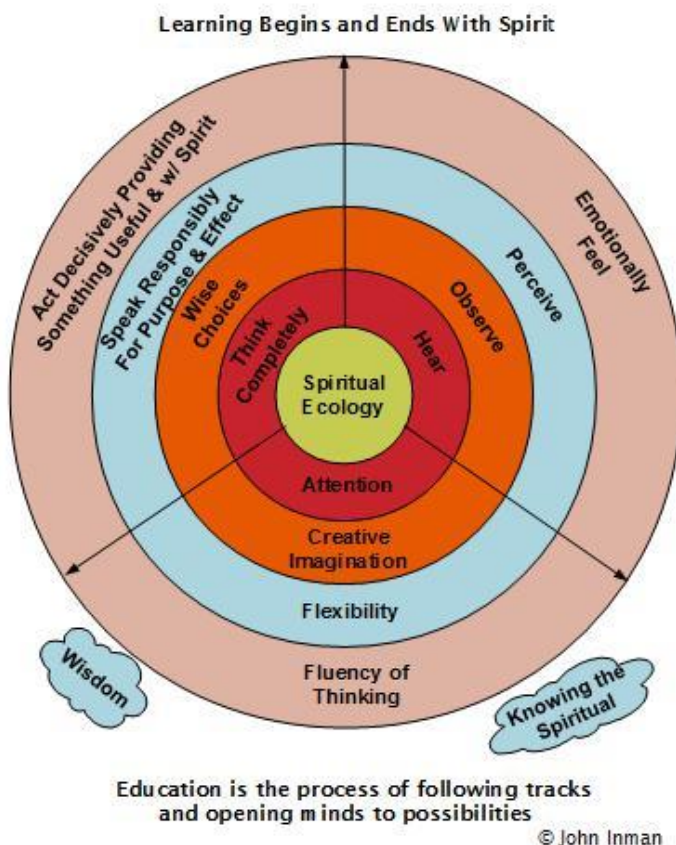 Learning Begins and Ends With Spirit
Act Decisively Providing
Something Useful & w/ Spirit
Speak Responsibly
For Purpose & Effect
Wise
Choices
Think
Completely
Hear
Observe
Perceive
Emotionally
Feel
Spiritual
Ecology
Attention
Creative
Imagination
Flexibility
Fluency of
Thinking
Wisdom
Knowing the
Spiritual
Education is the process of following tracks
and opening minds to possibilities
© John Inman